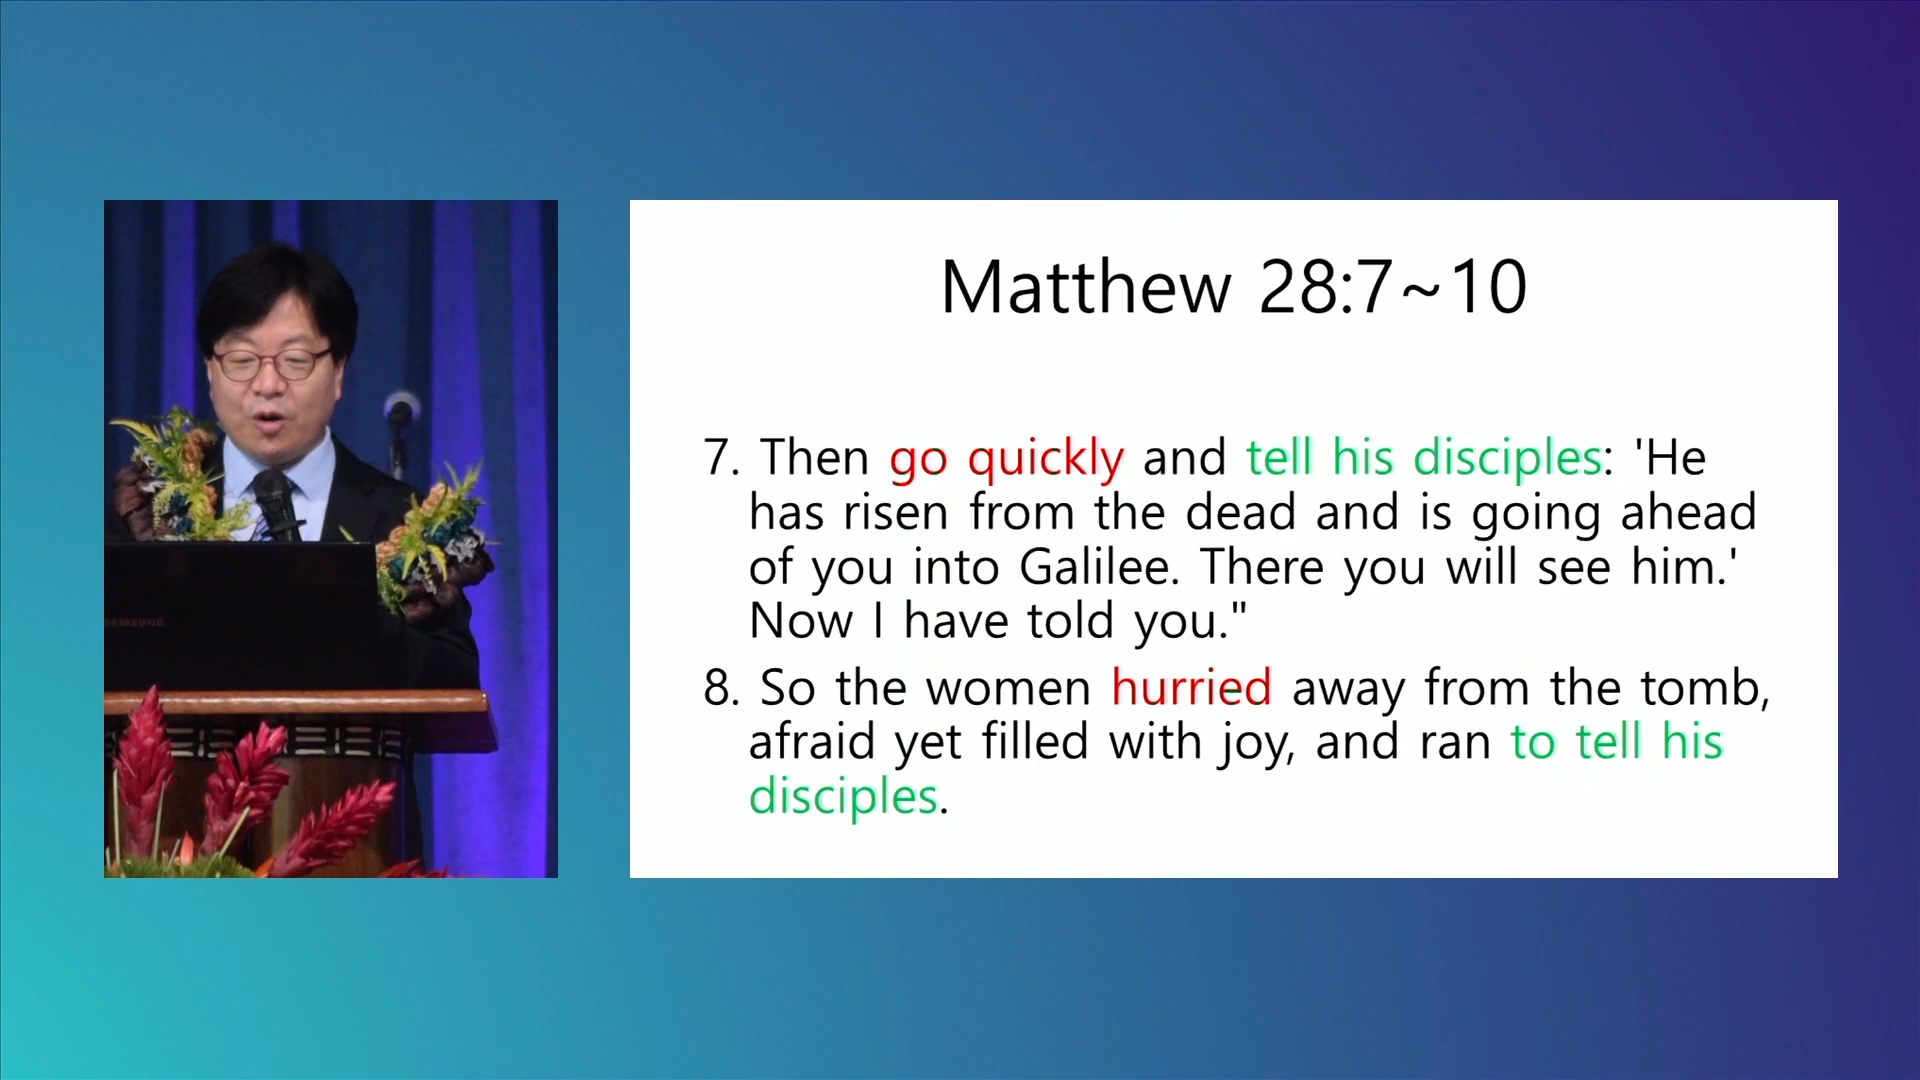 Matthew 28:7~10
7. Then go quickly and tell his disciples: 'He
has risen from the dead and is going ahead
of you into Galilee. There you will see him.'
Now I have told you."
8. So the women hurried away from the tomb,
afraid yet filled with joy, and ran to tell his
disciples.
SAMSUNG